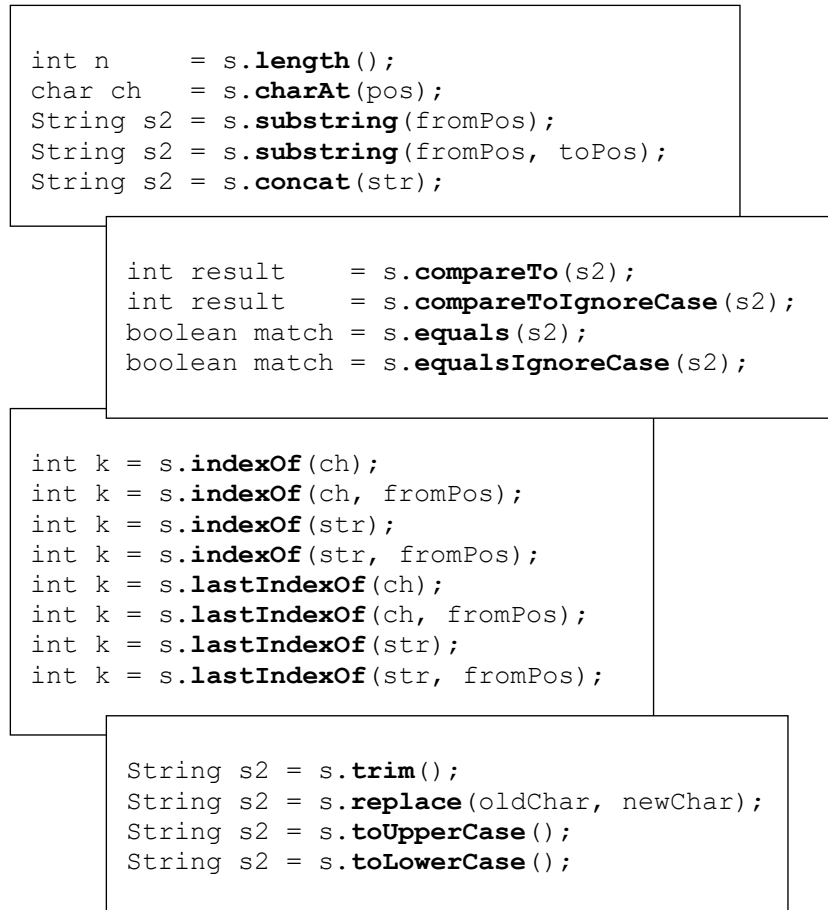 int n     = s.length();
char ch   = s.charAt(pos);
String s2 = s.substring(fromPos);
String s2 = s.substring(fromPos, toPos);
String s2 = s.concat(str);
int result    = s.compareTo(s2);
int result    = s.compareToIgnoreCase(s2);
boolean match = s.equals(s2);
boolean match = s.equalsIgnoreCase(s2);
int k = s.indexOf(ch);
int k = s.indexOf(ch, fromPos);
int k = s.indexOf(str);
int k = s.indexOf(str, fromPos);
int k = s.lastIndexOf(ch);
int k = s.lastIndexOf(ch, fromPos);
int k = s.lastIndexOf(str);
int k = s.lastIndexOf(str, fromPos);
String s2 = s.trim();
String s2 = s.replace(oldChar, newChar);
String s2 = s.toUpperCase();
String s2 = s.toLowerCase();